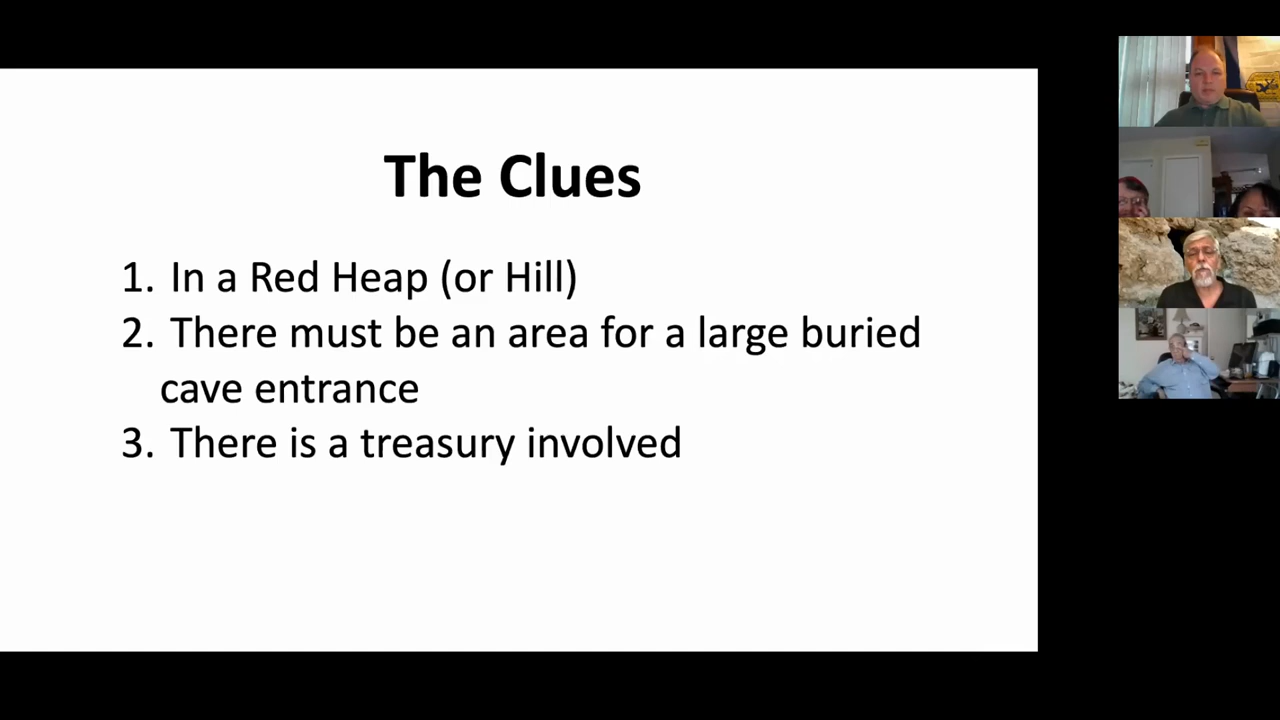 The Clues
1. In a Red Heap (or Hill)
2. There must be an area for a large buried
cave entrance
3. There is a treasury involved